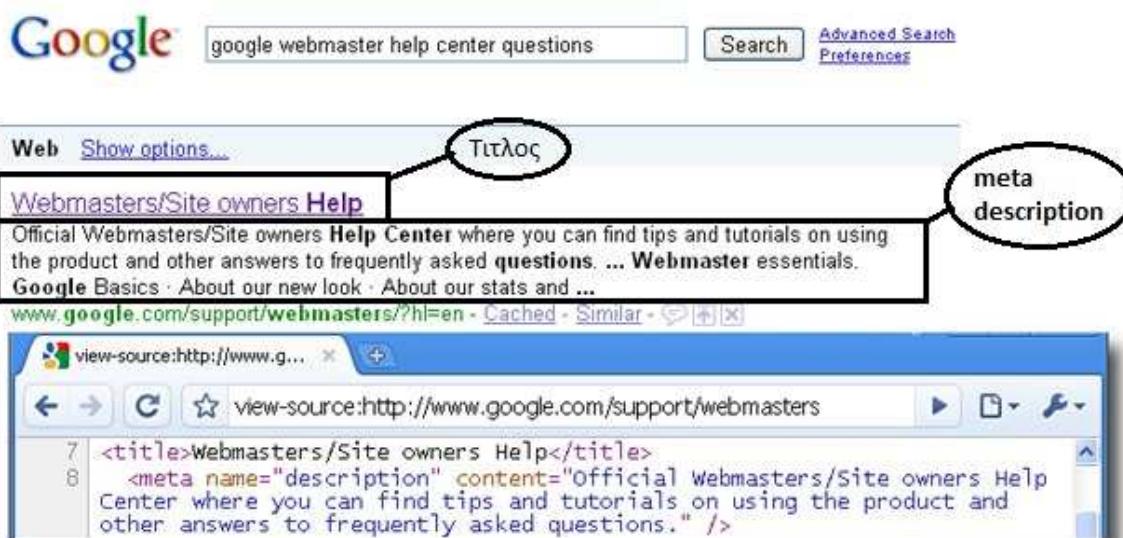 Google google webmaster help center questions Search Advanced Search
Preferences
Web Show options... Τιτλος
meta
description
Webmasters/Site owners Help
Official Webmasters/Site owners Help Center where you can find tips and tutorials on using
the product and other answers to frequently asked questions. ... Webmaster essentials.
Google Basics · About our new look · About our stats and ...
www.google.com/support/webmasters/?hl=en - Cached - Similar -
view-source:http://www.g...
view-source:http://www.google.com/support/webmasters
7 <title>Webmasters/Site owners Help</title>
8 <meta name="description" content="Official Webmasters/Site owners Help
Center where you can find tips and tutorials on using the product and
other answers to frequently asked questions." />